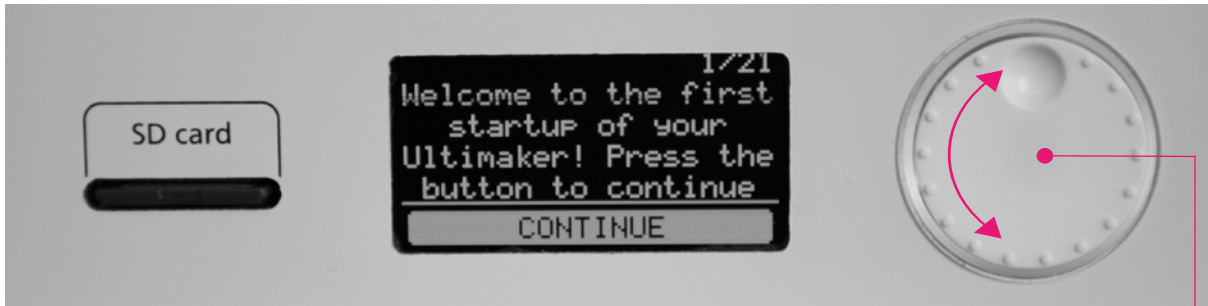 SD card
1/21
Welcome to the first
startup of your
Ultimaker! Press the
button to continue
CONTINUE